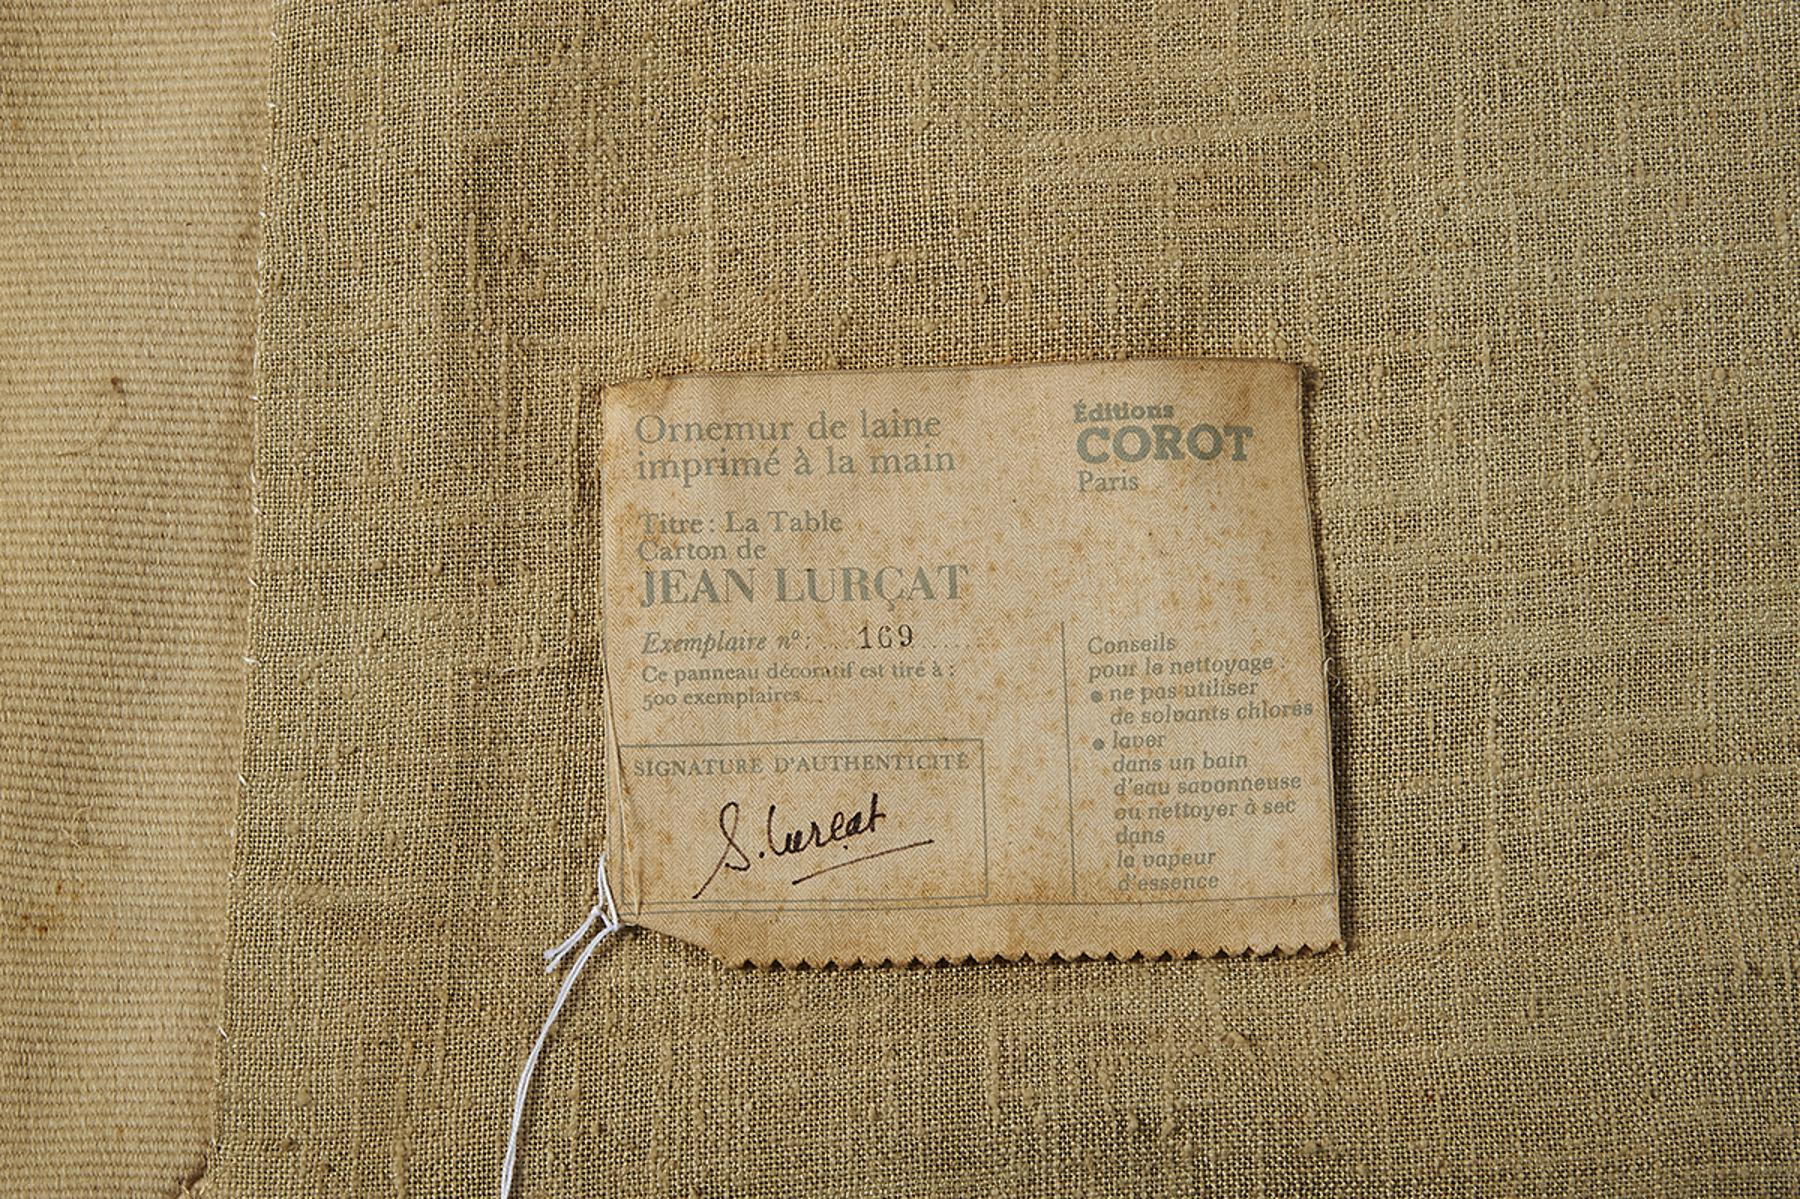 Ornemur de laine
imprimé à la main
Éditions
COROT
Paris
Titre : La Table
Carton de
JEAN LURÇAT
Exemplaire nº : ...169......
Ce panneau décoratif est tiré à :
500 exemplaires...
SIGNATURE D'AUTHENTICITÉ
S. Lurçat
Conseils
pour le nettoyage :
• ne pas utiliser
de solvants chlorés
• laver
dans un bain
d'eau savonneuse
ou nettoyer à sec
dans
la vapeur
d'essence